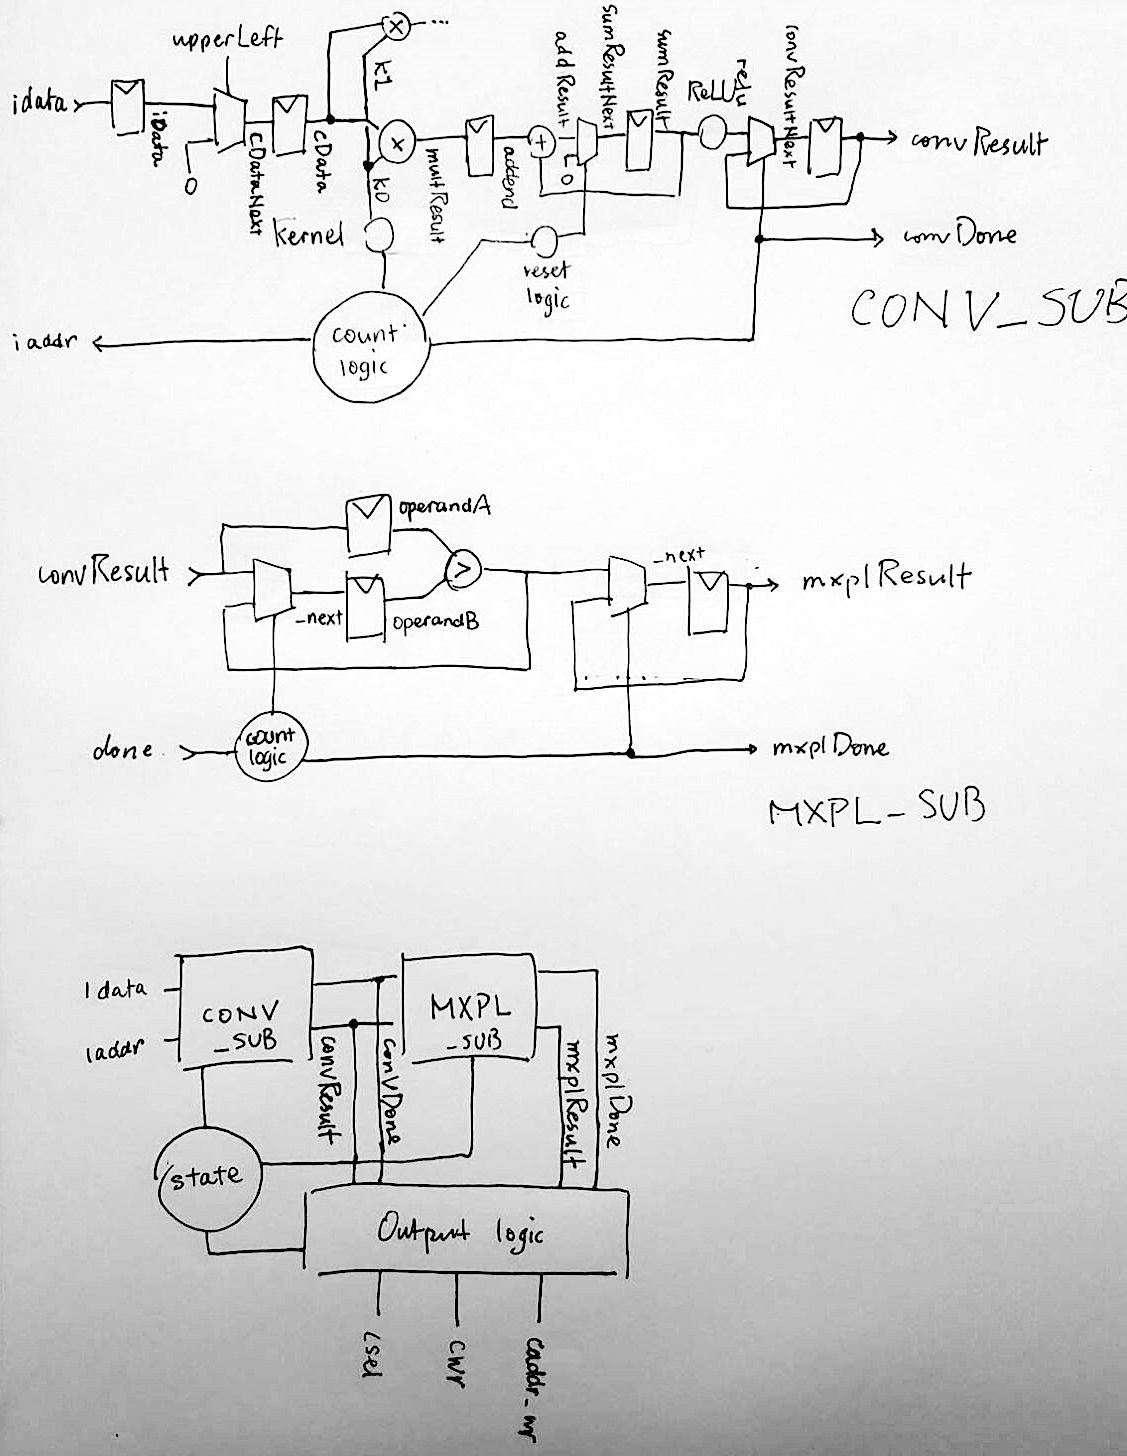 upperLeft
idata
iData
0
cDataNext
cData
x
...
K1
x
K0
Kernel
multResult
addend
+
addResult
0
sumResultNext
sumResult
ReLU
relu
convResultNext
convResult
convDone
reset
logic
count
logic
iaddr
CONV_SUB
convResult
operandA
_next
operandB
>
_next
mxplResult
done
count
logic
mxplDone
MXPL_SUB
Idata
Iaddr
CONV
_SUB
MXPL
_SUB
convResult
convDone
mxplResult
mxplDone
state
Output logic
csel
cwr
caddr_wr